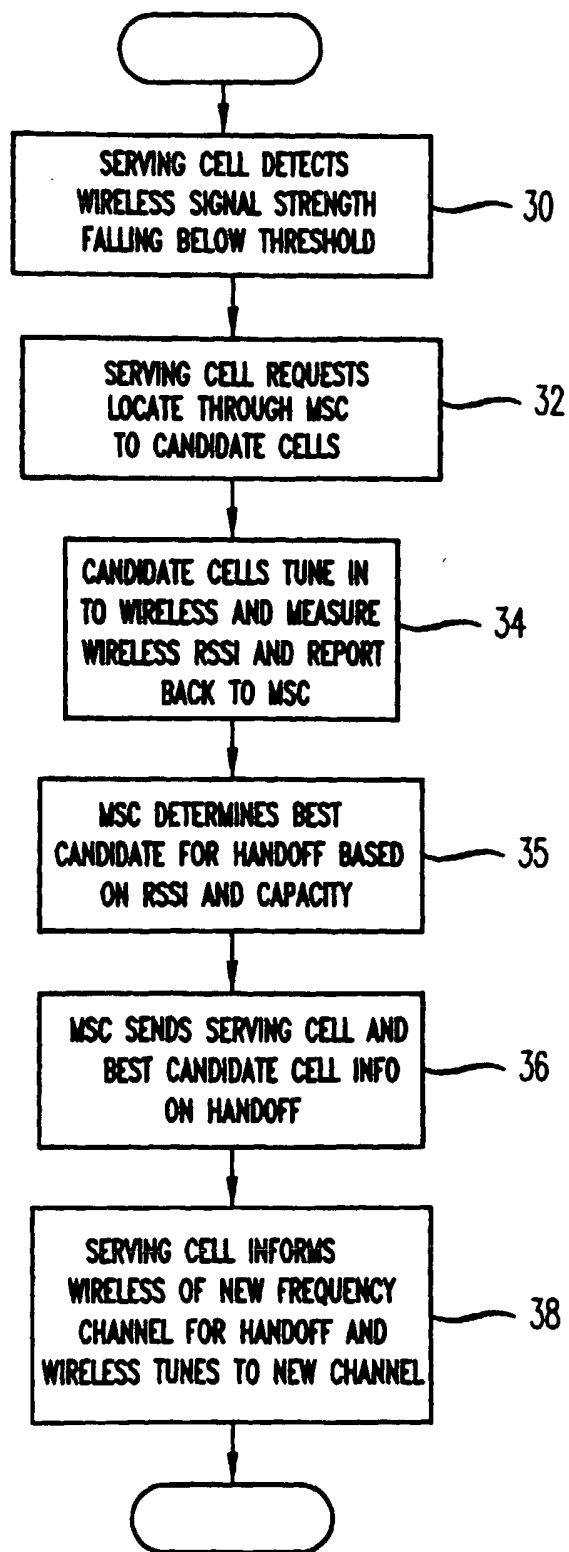 SERVING CELL DETECTS
WIRELESS SIGNAL STRENGTH
FALLING BELOW THRESHOLD
30
SERVING CELL REQUESTS
LOCATE THROUGH MSC
TO CANDIDATE CELLS
32
CANDIDATE CELLS TUNE IN
TO WIRELESS AND MEASURE
WIRELESS RSSI AND REPORT
BACK TO MSC
34
MSC DETERMINES BEST
CANDIDATE FOR HANDOFF BASED
ON RSSI AND CAPACITY
35
MSC SENDS SERVING CELL AND
BEST CANDIDATE CELL INFO
ON HANDOFF
36
SERVING CELL INFORMS
WIRELESS OF NEW FREQUENCY
CHANNEL FOR HANDOFF AND
WIRELESS TUNES TO NEW CHANNEL
38